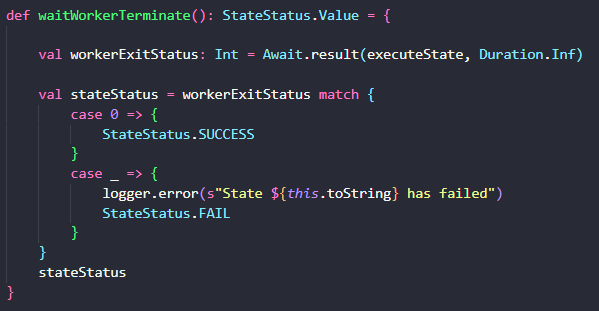 def waitWorkerTerminate(): StateStatus.Value = {
val workerExitStatus: Int = Await.result(executeState, Duration.Inf)
val stateStatus = workerExitStatus match {
case 0 => {
StateStatus.SUCCESS
}
case _ => {
logger.error(s"State ${this.toString} has failed")
StateStatus.FAIL
}
}
stateStatus
}